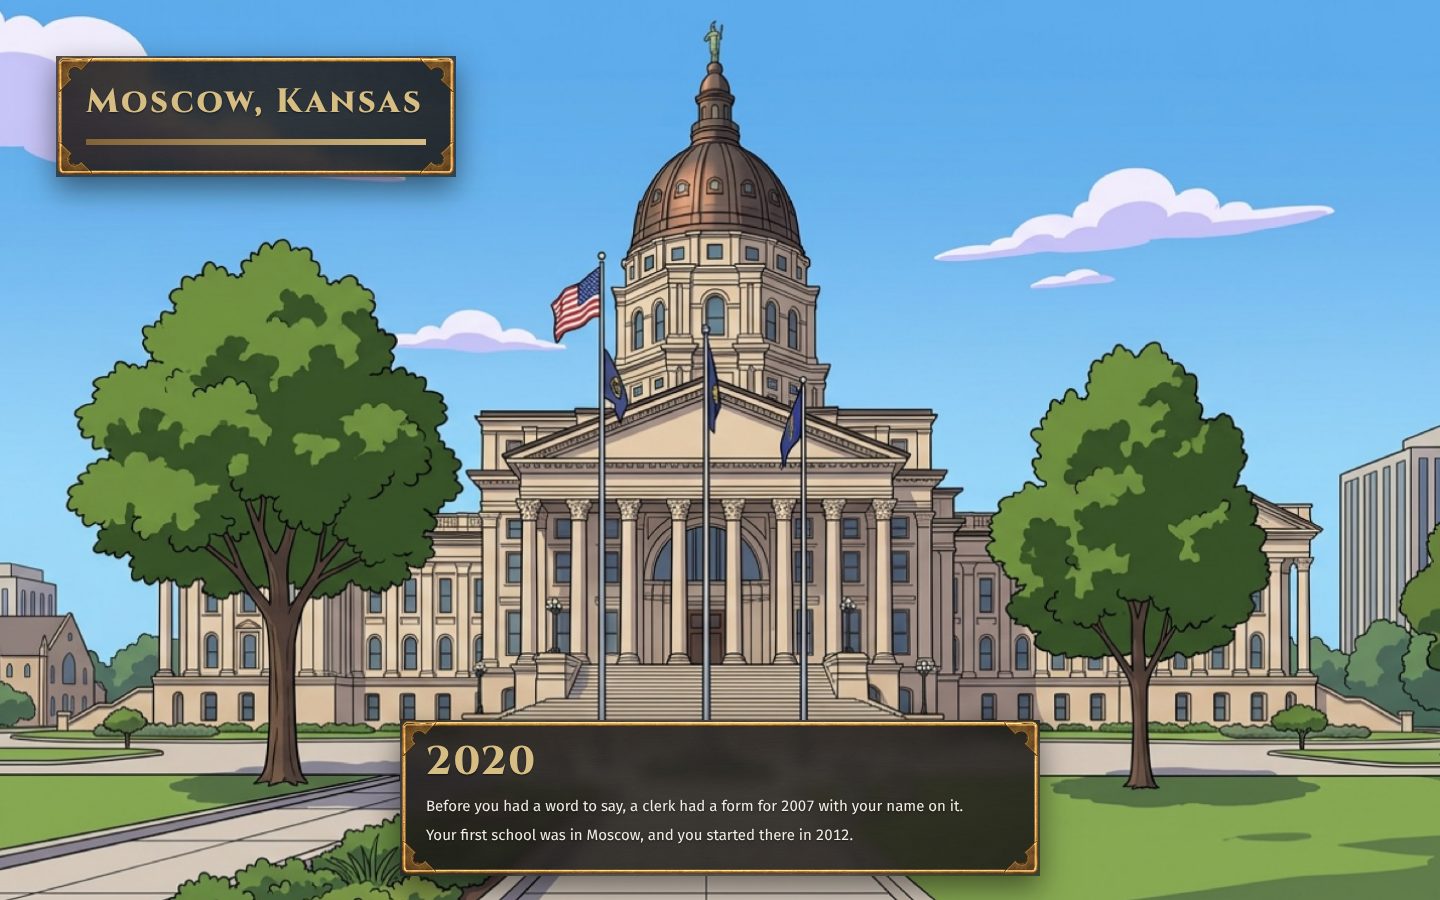 Moscow, Kansas
2020
Before you had a word to say, a clerk had a form for 2007 with your name on it.
Your first school was in Moscow, and you started there in 2012.